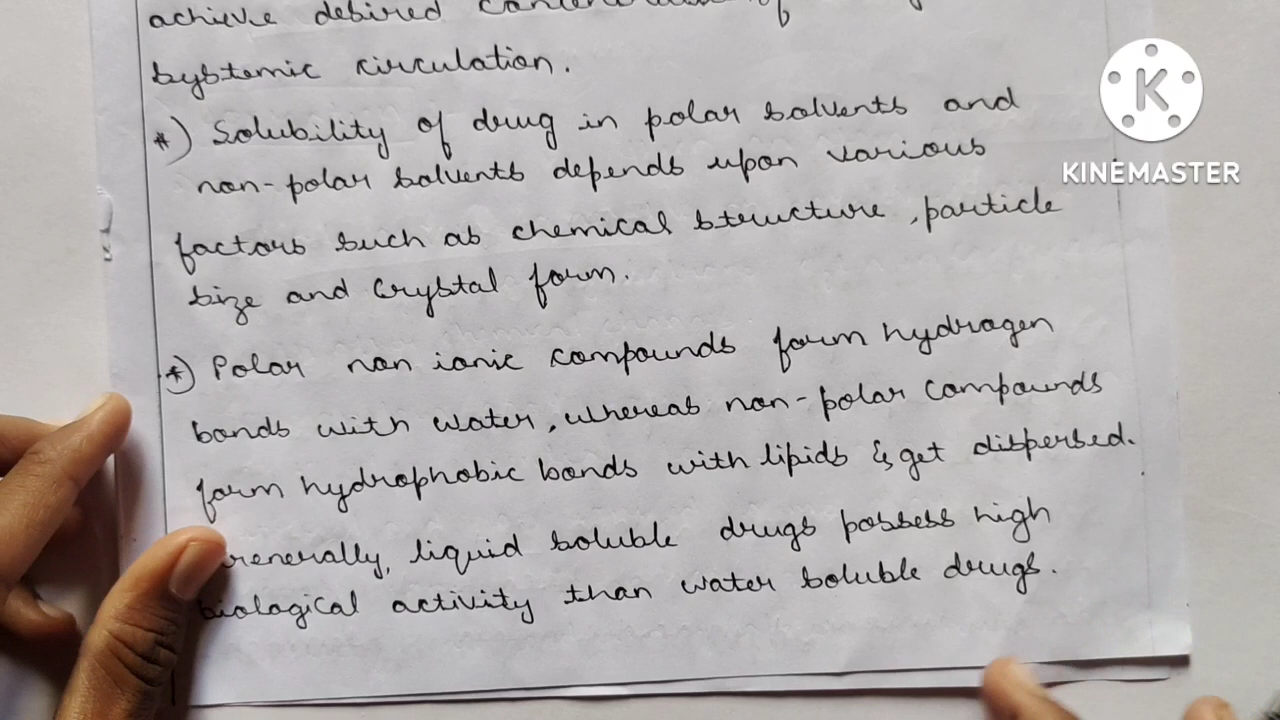 achieve desired
systemic circulation.
*) Solubility of drug in polar solvents and
non-polar solvents depends upon various
factors such as chemical structure, particle
size and Crystal form.
*) Polar non ionic compounds form hydrogen
bonds with water, whereas non-polar compounds
form hydrophobic bonds with lipids & get dispersed.
Generally, liquid soluble drugs possess high
biological activity than water soluble drugs.
K
KINEMASTER